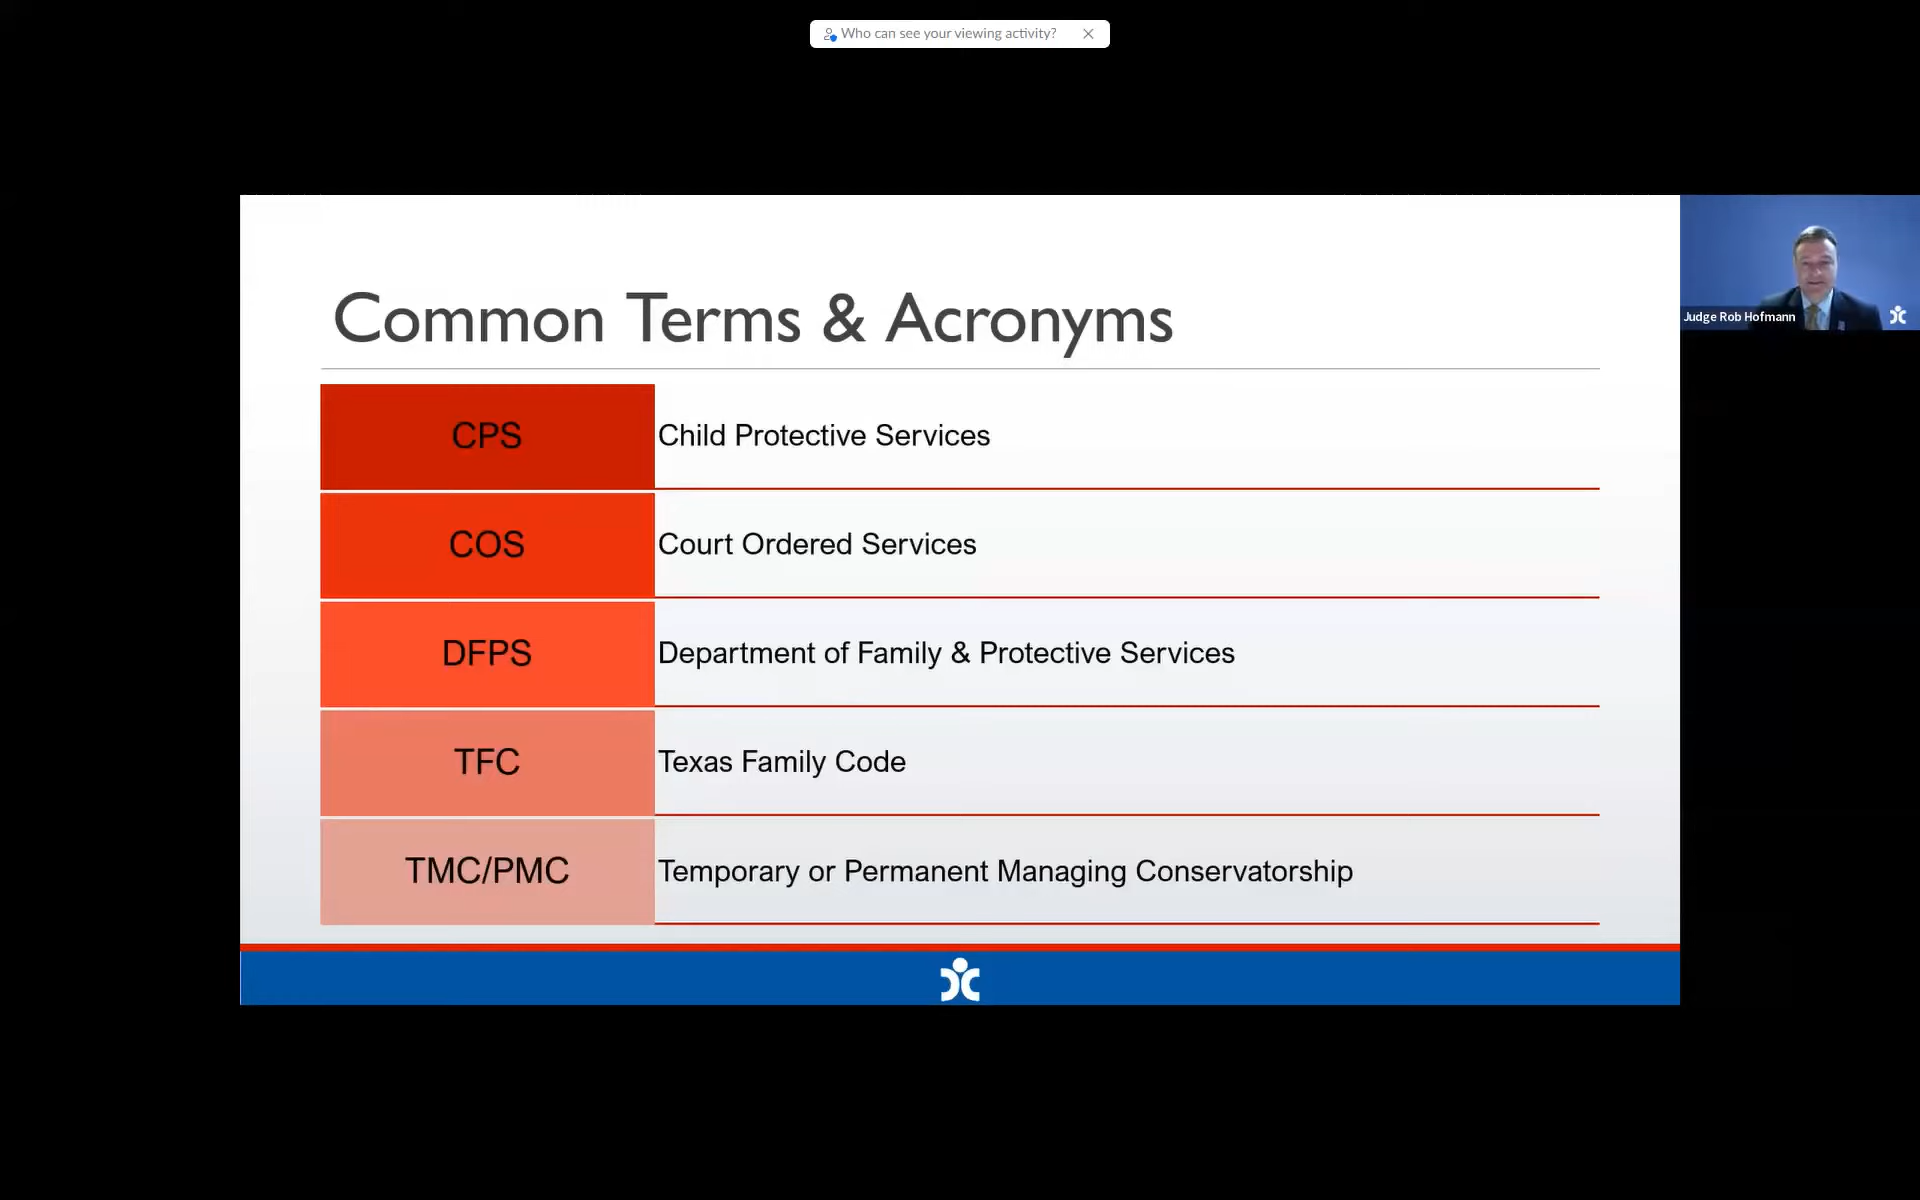 Who can see your viewing activity?
Common Terms & Acronyms
Judge Rob Hofmann
CPS
Child Protective Services
COS
Court Ordered Services
DFPS
Department of Family & Protective Services
TFC
Texas Family Code
TMC/PMC
Temporary or Permanent Managing Conservatorship